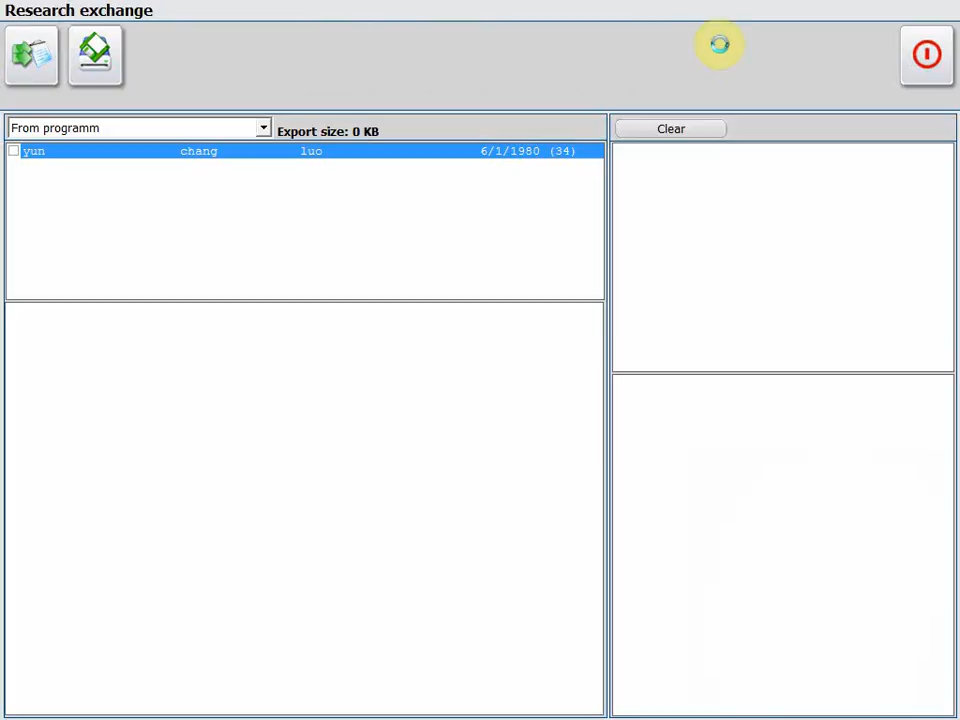 Research exchange
From programm
Export size: 0 KB
Clear
yun chang luo 6/1/1980 (34)